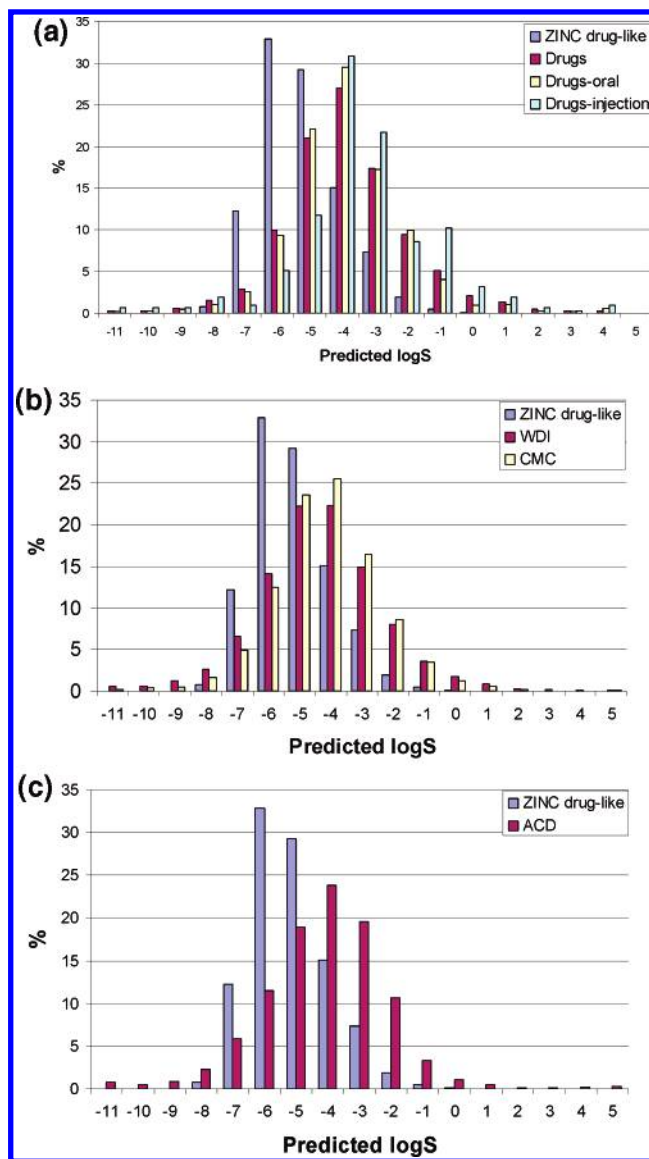 (a)
35
30
25
20
15
10
5
0
%
ZINC drug-like
Drugs
Drugs-oral
Drugs-injection
-11 -10 -9 -8 -7 -6 -5 -4 -3 -2 -1 0 1 2 3 4 5
Predicted logS
(b)
35
30
25
20
15
10
5
0
%
ZINC drug-like
WDI
CMC
-11 -10 -9 -8 -7 -6 -5 -4 -3 -2 -1 0 1 2 3 4 5
Predicted logS
(c)
35
30
25
20
15
10
5
0
%
ZINC drug-like
ACD
-11 -10 -9 -8 -7 -6 -5 -4 -3 -2 -1 0 1 2 3 4 5
Predicted logS